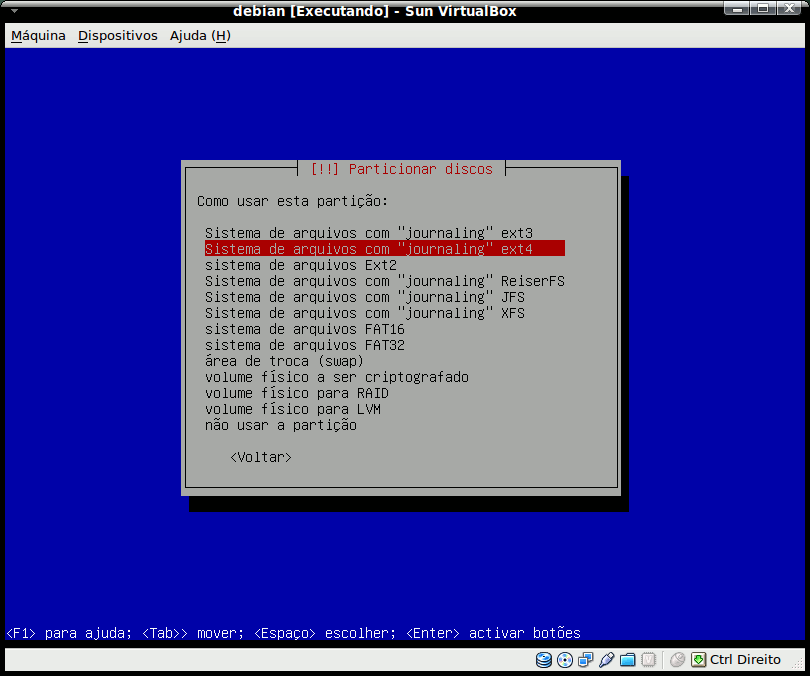 debian [Executando] - Sun VirtualBox
Máquina Dispositivos Ajuda (H)
[!!] Particionar discos
Como usar esta partição:
Sistema de arquivos com "journaling" ext3
Sistema de arquivos com "journaling" ext4
sistema de arquivos Ext2
Sistema de arquivos com "journaling" ReiserFS
Sistema de arquivos com "journaling" JFS
Sistema de arquivos com "journaling" XFS
sistema de arquivos FAT16
sistema de arquivos FAT32
área de troca (swap)
volume físico a ser criptografado
volume físico para RAID
volume físico para LVM
não usar a partição
<Voltar>
<F1> para ajuda; <Tab>> mover; <Espaço> escolher; <Enter> activar botões
Ctrl Direito